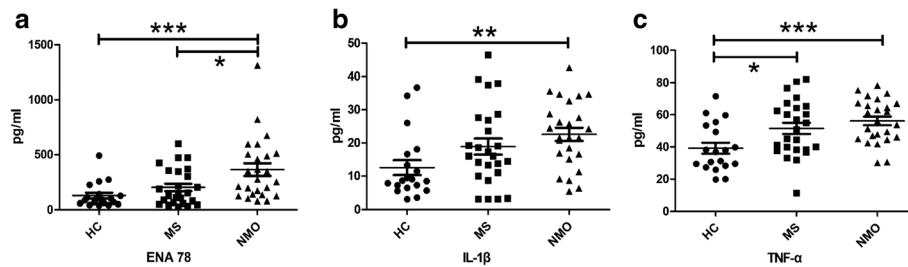 a
***
*
pg/ml
1500
1000
500
0
HC
MS
NMO
ENA 78
b
**
pg/ml
50
40
30
20
10
0
HC
MS
NMO
IL-1β
c
***
*
pg/ml
100
80
60
40
20
0
HC
MS
NMO
TNF-α